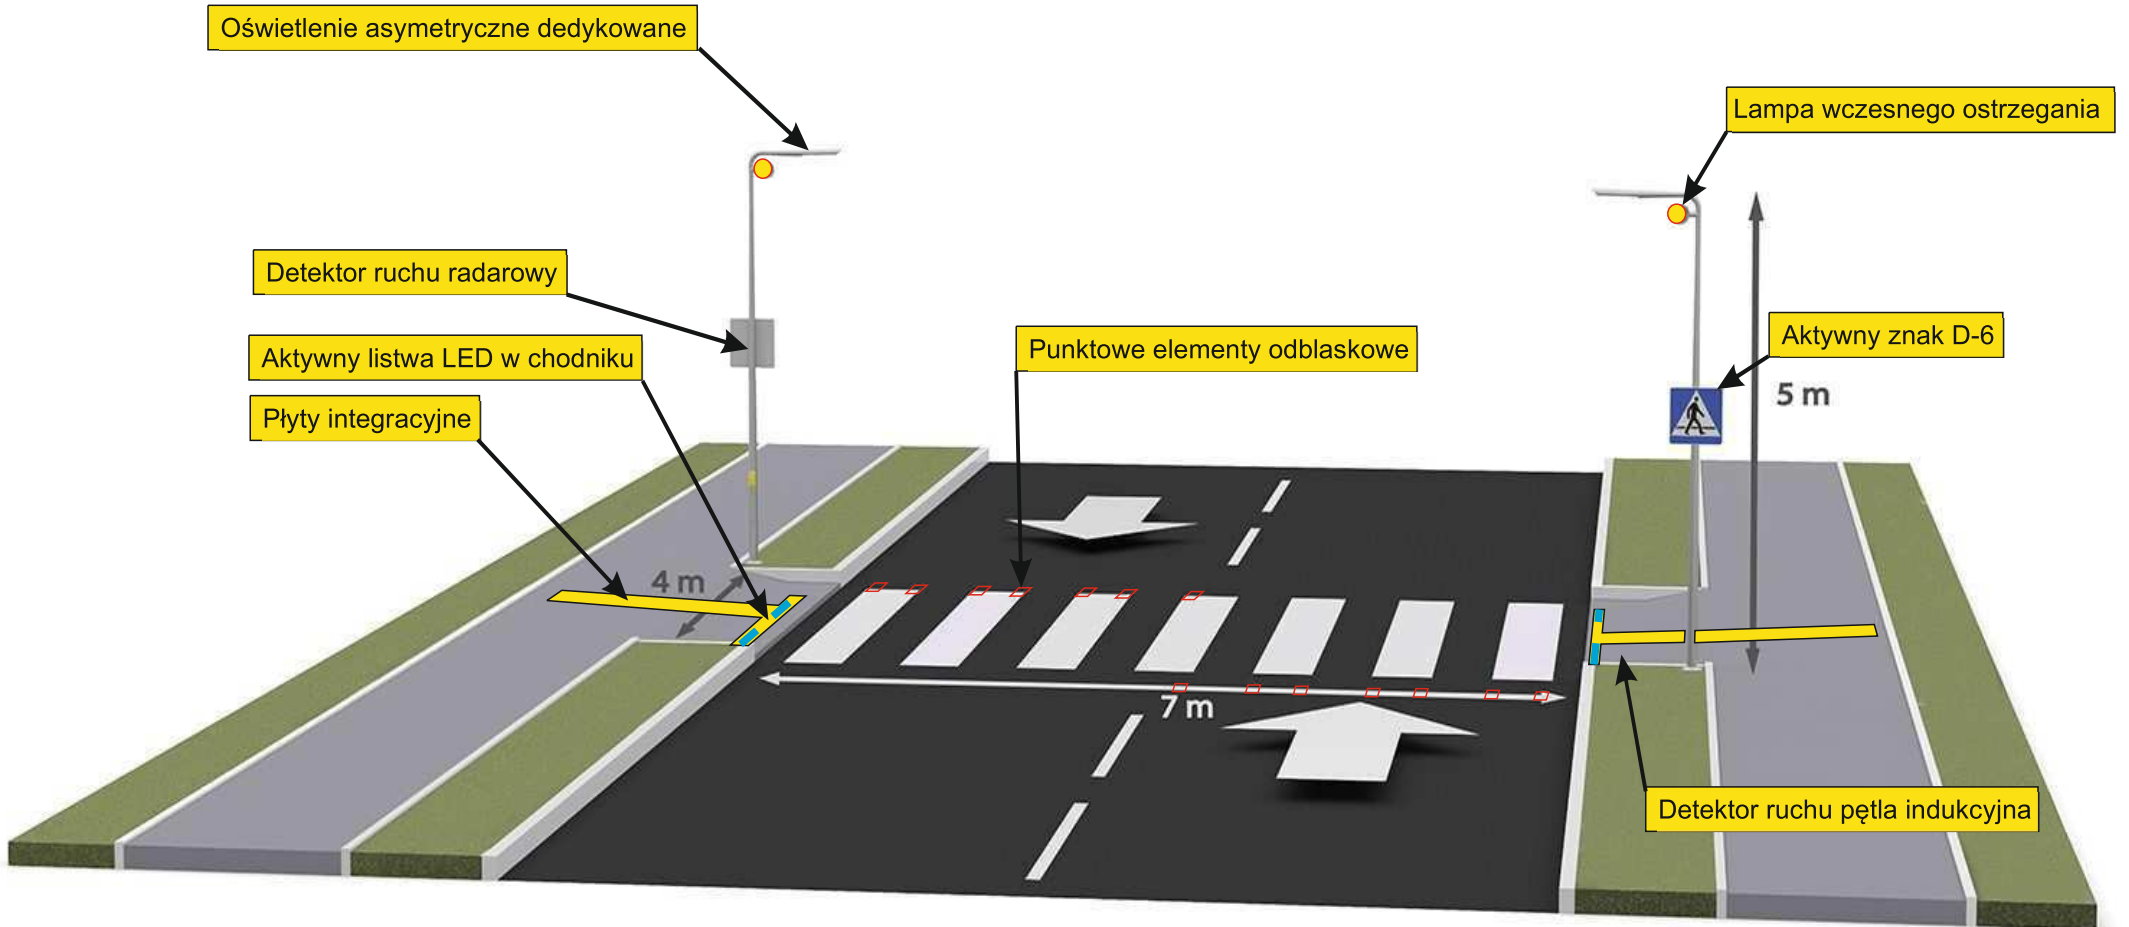 Oświetlenie asymetryczne dedykowane
Lampa wczesnego ostrzegania
Detektor ruchu radarowy
Aktywny znak D-6
Aktywny listwa LED w chodniku
Punktowe elementy odblaskowe
5 m
Płyty integracyjne
4 m
7 m
Detektor ruchu pętla indukcyjna